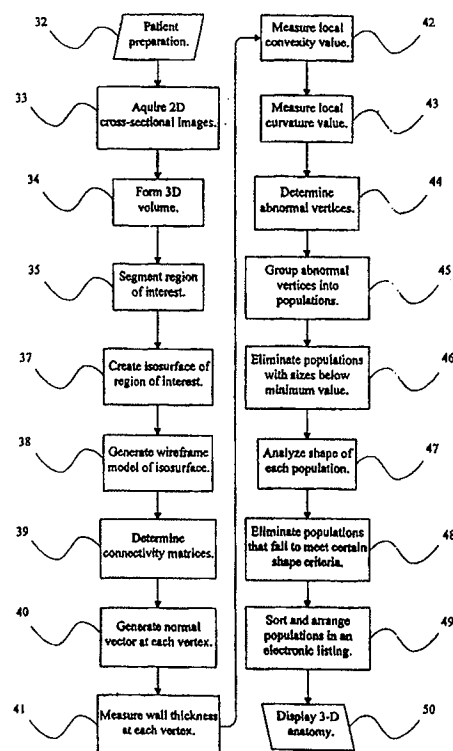 32
Patient
preparation.
33
Aquire 2D
cross-sectional images.
34
Form 3D
volume.
35
Segment region
of interest.
37
Create isosurface of
region of interest.
38
Generate wireframe
model of isosurface.
39
Determine
connectivity matrices.
40
Generate normal
vector at each vertex.
41
Measure wall thickness
at each vertex.
42
Measure local
convexity value.
43
Measure local
curvature value.
44
Determine
abnormal vertices.
45
Group abnormal
vertices into
populations.
46
Eliminate populations
with sizes below
minimum value.
47
Analyze shape of
each population.
48
Eliminate populations
that fail to meet certain
shape criteria.
49
Sort and arrange
populations in an
electronic listing.
50
Display 3-D
anatomy.